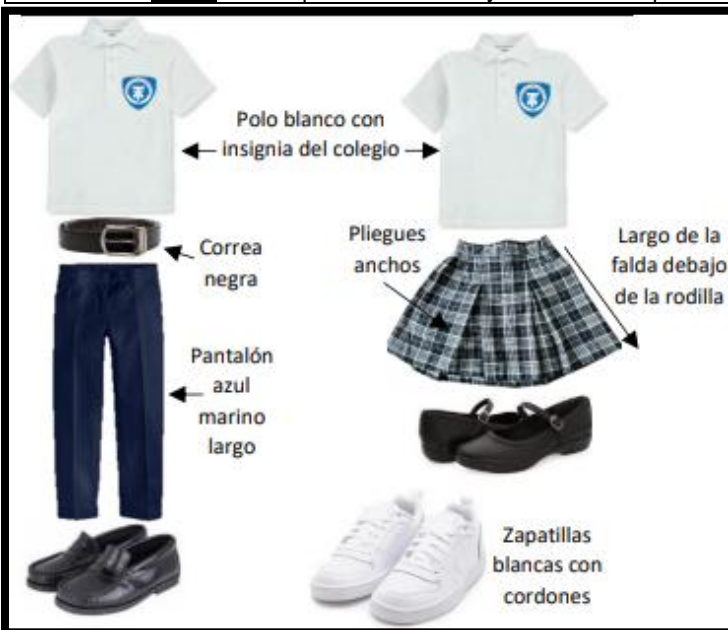 Polo blanco con
insignia del colegio
Correa
negra
Pliegues
anchos
Largo de la
falda debajo
de la rodilla
Pantalón
azul
marino
largo
Zapatillas
blancas con
cordones